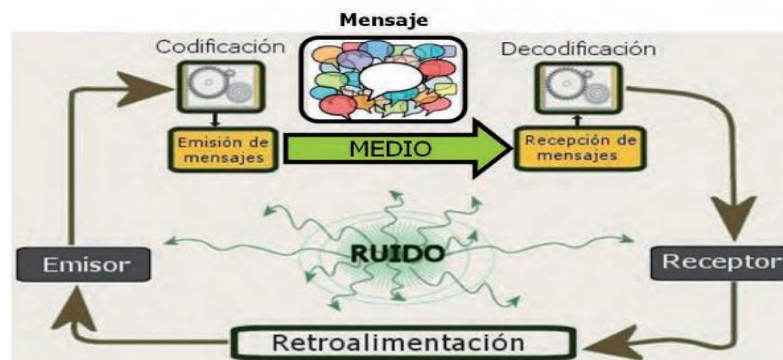 Mensaje
Codificación
Decodificación
Emisión de
mensajes
MEDIO
Recepción de
mensajes
Emisor
RUIDO
Receptor
Retroalimentación